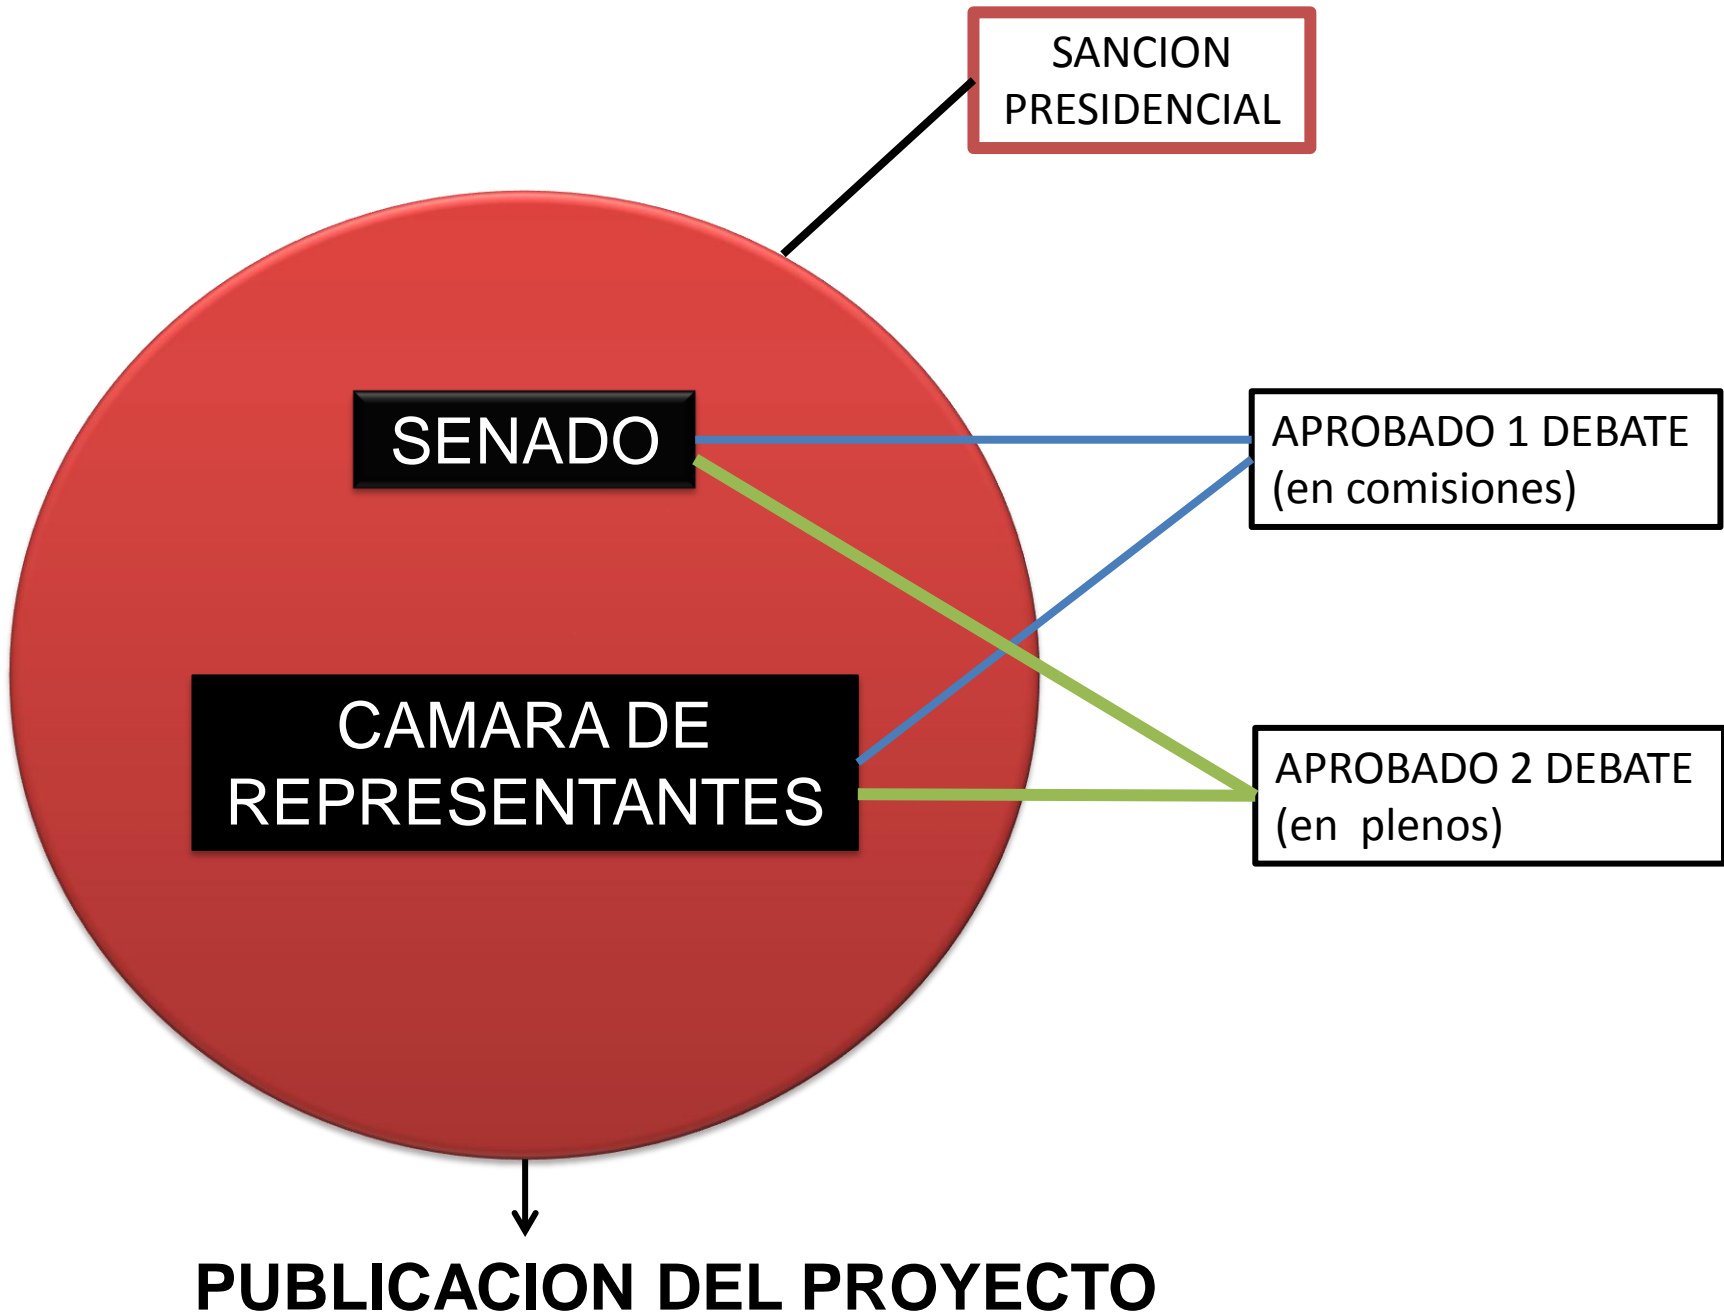 SANCION
PRESIDENCIAL
SENADO
APROBADO 1 DEBATE
(en comisiones)
CAMARA DE
REPRESENTANTES
APROBADO 2 DEBATE
(en plenos)
PUBLICACION DEL PROYECTO